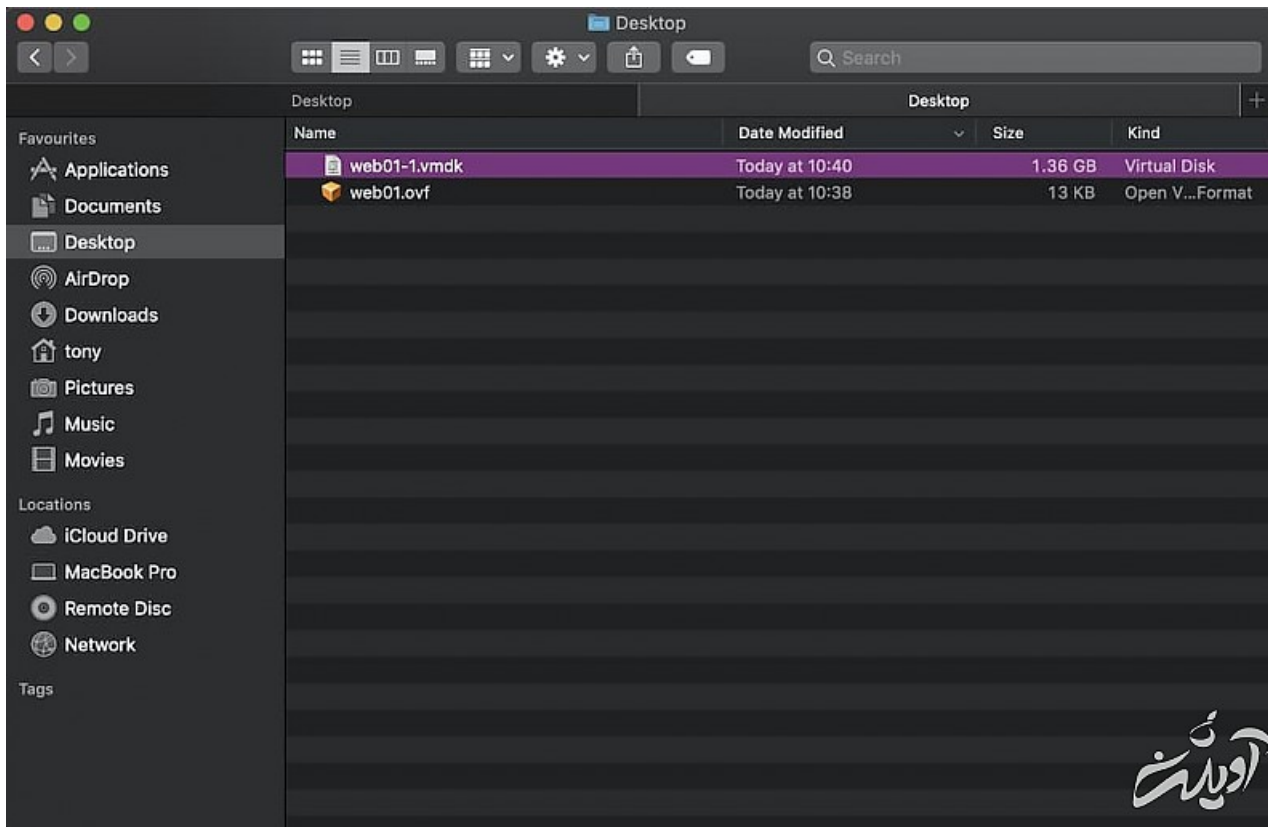 Desktop
Search
Desktop Desktop
Favourites
Applications
Documents
Desktop
AirDrop
Downloads
tony
Pictures
Music
Movies
Locations
iCloud Drive
MacBook Pro
Remote Disc
Network
Tags
Name Date Modified Size Kind
web01-1.vmdk Today at 10:40 1.36 GB Virtual Disk
web01.ovf Today at 10:38 13 KB Open V...Format